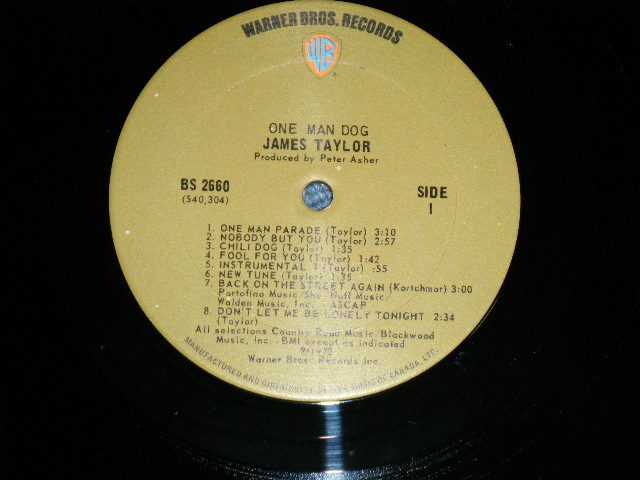 WARNER BROS. RECORDS
WB
ONE MAN DOG
JAMES TAYLOR
Produced by Peter Asher
BS 2660
(S40,304)
SIDE
1
1. ONE MAN PARADE (Taylor) 3:10
2. NOBODY BUT YOU (Taylor) 2:57
3. CHILI DOG (Taylor) 1:35
4. FOOL FOR YOU (Taylor) 1:42
5. INSTRUMENTAL I (Taylor) :55
6. NEW TUNE (Taylor) 1:35
7. BACK ON THE STREET AGAIN (Kortchmar) 3:00
Portofino Music/She Nuff Music/
Walden Music, Inc. ASCAP
8. DON'T LET ME BE LONELY TONIGHT 2:34
(Taylor)
All selections Country Road Music/Blackwood
Music, Inc. - BMI except as indicated
Warner Bros. Records Inc.
MANUFACTURED AND DISTRIBUTED MUSIC OF CANADA, LTD.